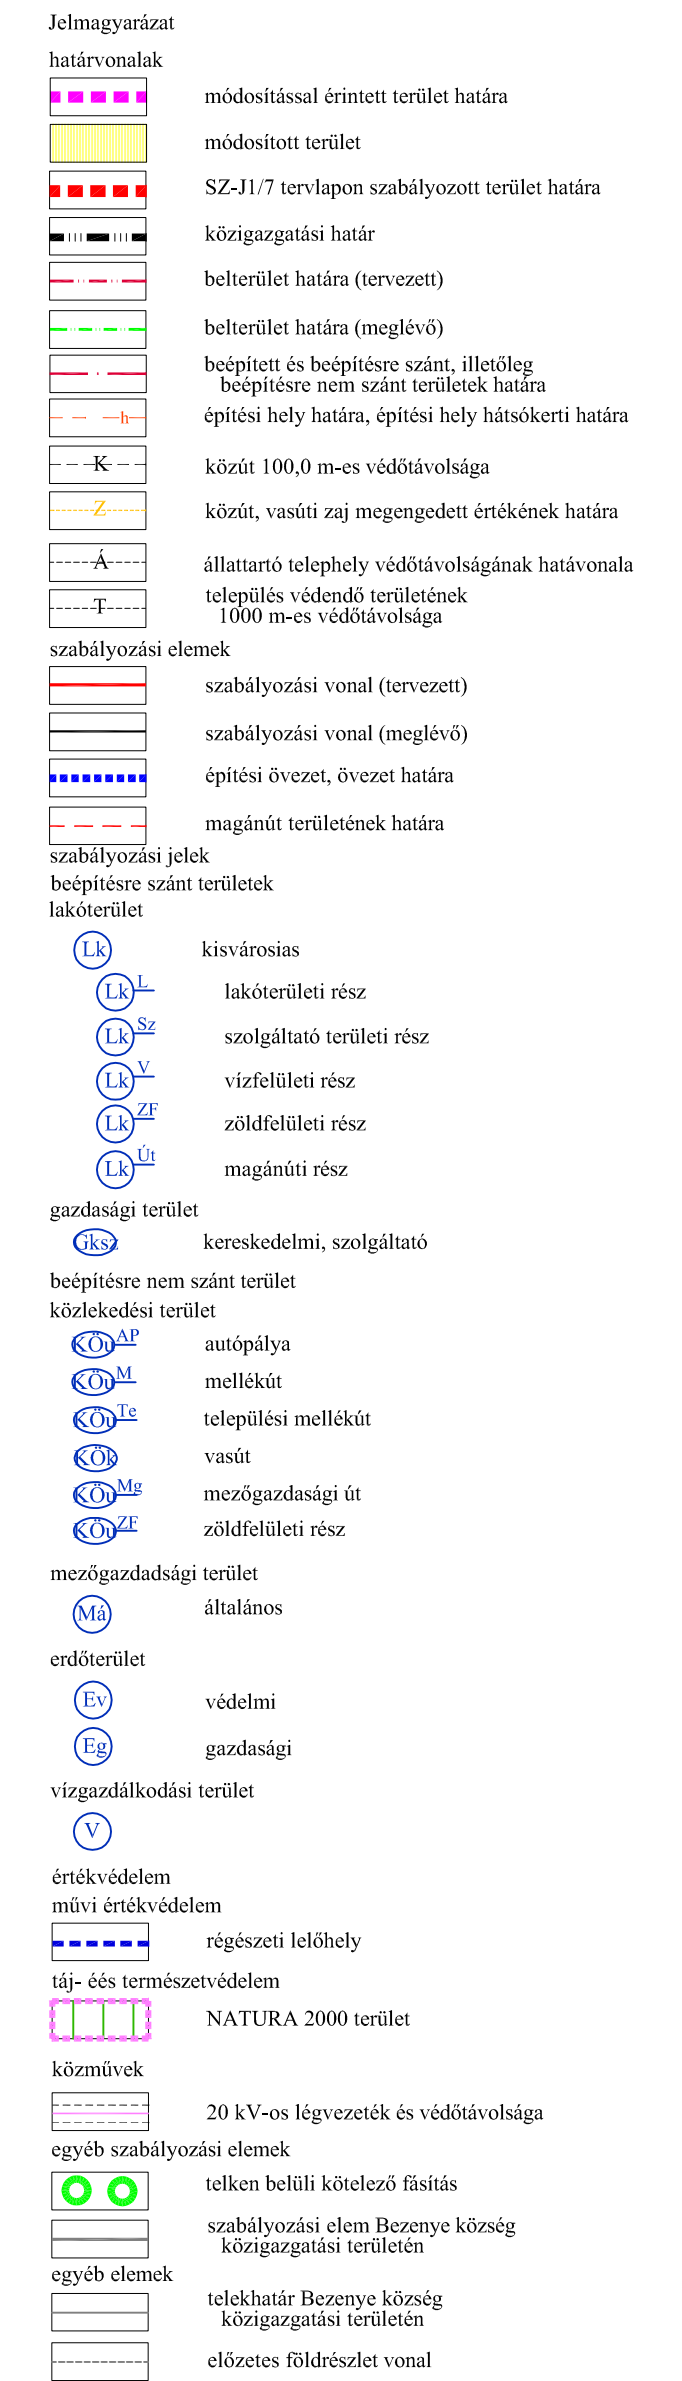 Jelmagyarázat
határvonalak
módosítással érintett terület határa
módosított terület
SZ-J1/7 tervlapon szabályozott terület határa
közigazgatási határ
belterület határa (tervezett)
belterület határa (meglévő)
beépített és beépítésre szánt, illetőleg
beépítésre nem szánt területek határa
h építési hely határa, építési hely hátsókerti határa
K közút 100,0 m-es védőtávolsága
Z közút, vasúti zaj megengedett értékének határa
Á állattartó telephely védőtávolságának hatávonala
T település védendő területének
1000 m-es védőtávolsága
szabályozási elemek
szabályozási vonal (tervezett)
szabályozási vonal (meglévő)
építési övezet, övezet határa
magánút területének határa
szabályozási jelek
beépítésre szánt területek
lakóterület
Lk kisvárosias
Lk L lakóterületi rész
Lk Sz szolgáltató területi rész
Lk V vízfelületi rész
Lk ZF zöldfelületi rész
Lk Út magánúti rész
gazdasági terület
Gksz kereskedelmi, szolgáltató
beépítésre nem szánt terület
közlekedési terület
KÖu AP autópálya
KÖu M mellékút
KÖu Te települési mellékút
KÖk vasút
KÖu Mg mezőgazdasági út
KÖu ZF zöldfelületi rész
mezőgazdadsági terület
Má általános
erdőterület
Ev védelmi
Eg gazdasági
vízgazdálkodási terület
V
értékvédelem
művi értékvédelem
régészeti lelőhely
táj- éés természetvédelem
NATURA 2000 terület
közművek
20 kV-os légvezeték és védőtávolsága
egyéb szabályozási elemek
telken belüli kötelező fásítás
szabályozási elem Bezenye község
közigazgatási területén
egyéb elemek
telekhatár Bezenye község
közigazgatási területén
előzetes földrészlet vonal